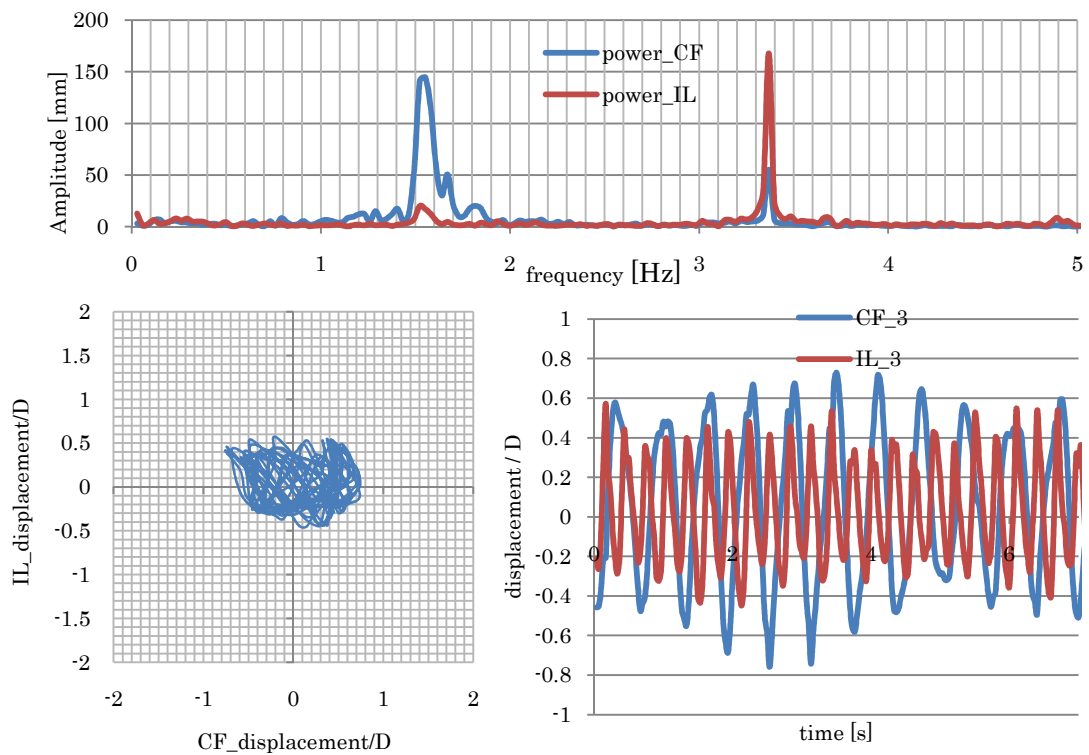 200
150
100
50
0
Amplitude [mm]
power_CF
power_IL
0 1 2 3 4 5
frequency [Hz]
2
1.5
1
0.5
0
-0.5
-1
-1.5
-2
IL_displacement/D
-2 -1 0 1 2
CF_displacement/D
1
0.8
0.6
0.4
0.2
0
-0.2
-0.4
-0.6
-0.8
-1
displacement / D
CF_3
IL_3
0 2 4 6
time [s]